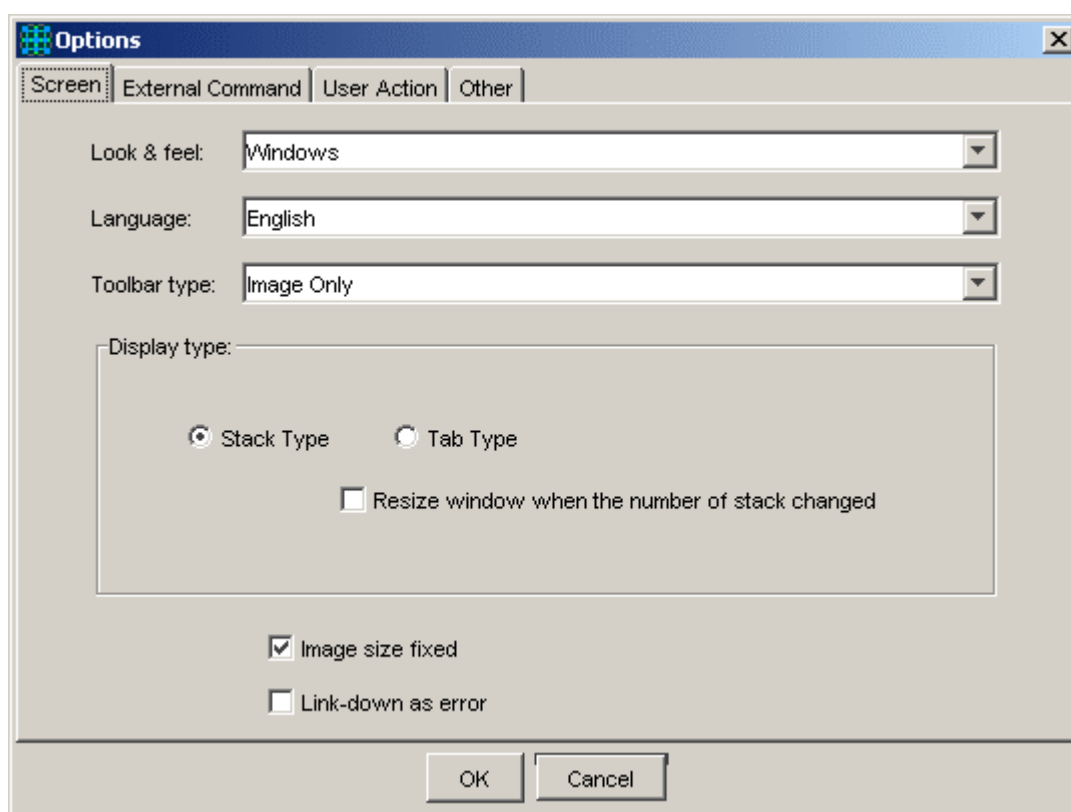 Options
Screen External Command User Action Other
Look & feel: Windows
Language: English
Toolbar type: Image Only
Display type:
Stack Type Tab Type
Resize window when the number of stack changed
Image size fixed
Link-down as error
OK Cancel